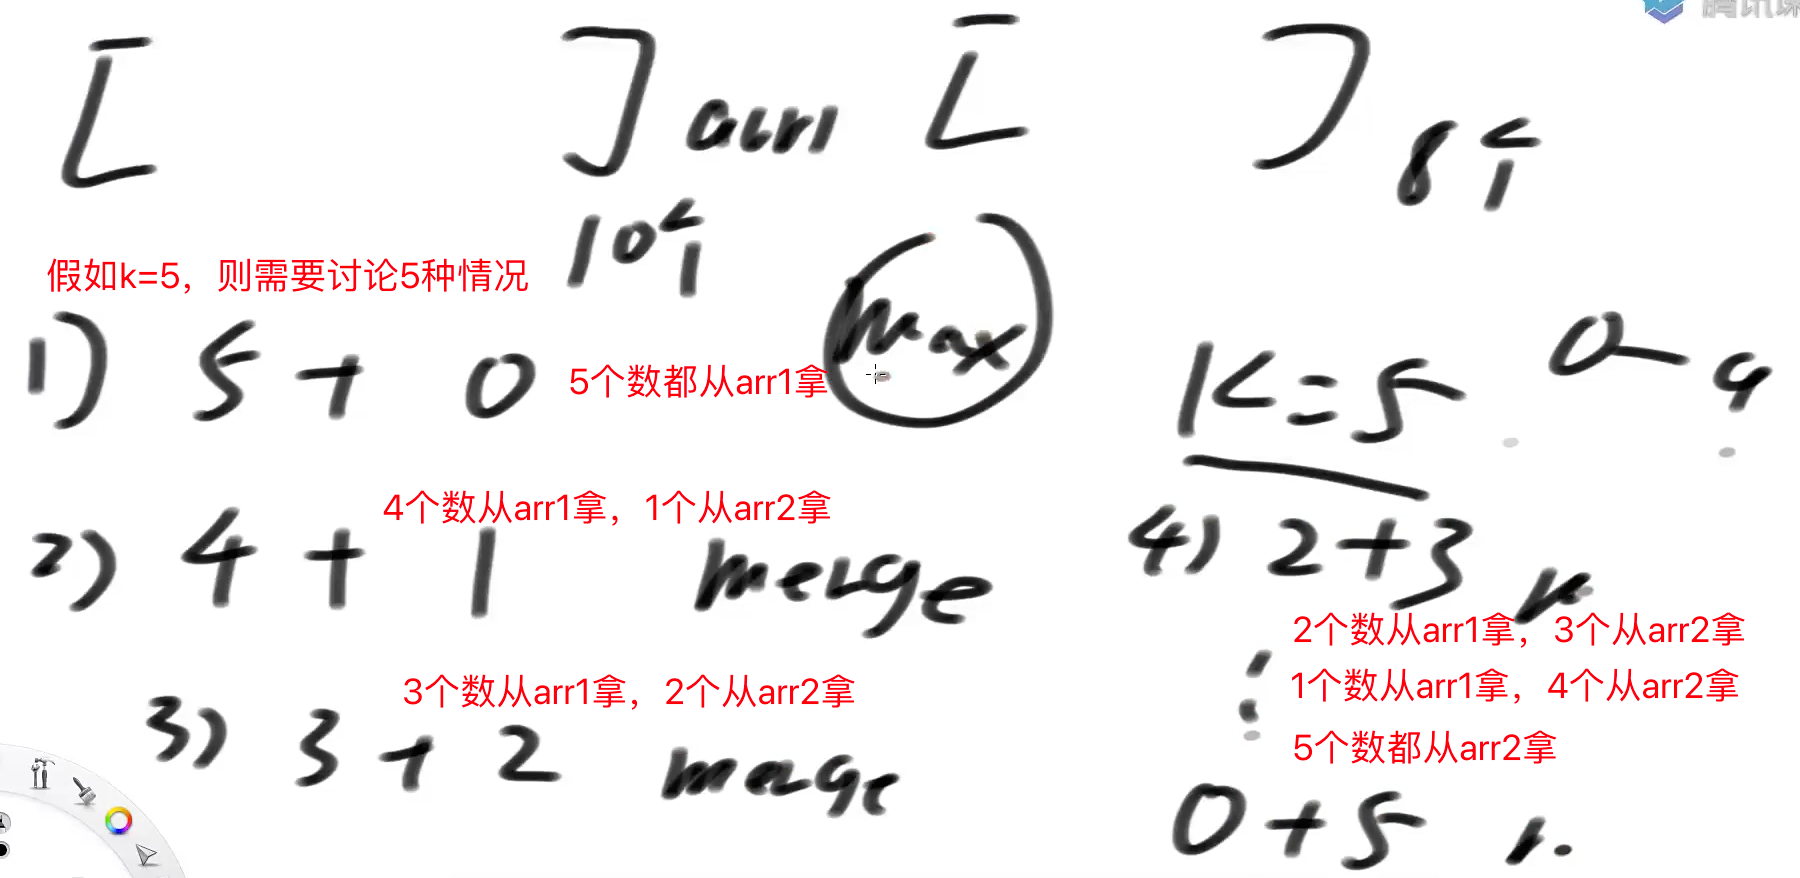 [ ] arr1 [ ] 8个
10个
假如k=5，则需要讨论5种情况
max
1) 5 + 0
5个数都从arr1拿
K=5
0—9
4个数从arr1拿，1个从arr2拿
2) 4 + 1 merge
3个数从arr1拿，2个从arr2拿
3) 3 + 2 merge
4) 2+3
2个数从arr1拿，3个从arr2拿
1个数从arr1拿，4个从arr2拿
5个数都从arr2拿
0+5